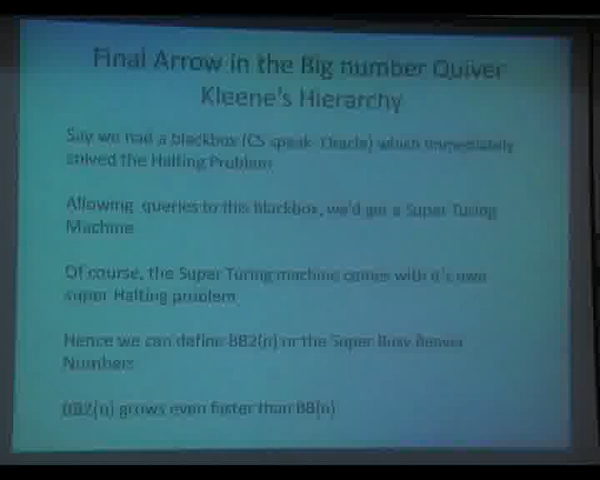 Final Arrow in the Big number Quiver
Kleene's Hierarchy
Say we had a blackbox (CS speak- Oracle) which immediately
solved the Halting Problem
Allowing queries to this blackbox, we'd get a Super Turing
Machine
Of course, the Super Turing machine comes with it's own
super Halting problem
Hence we can define BB2(n) or the Super Busy Beaver
Numbers
BB2(n) grows even faster than BB(n)